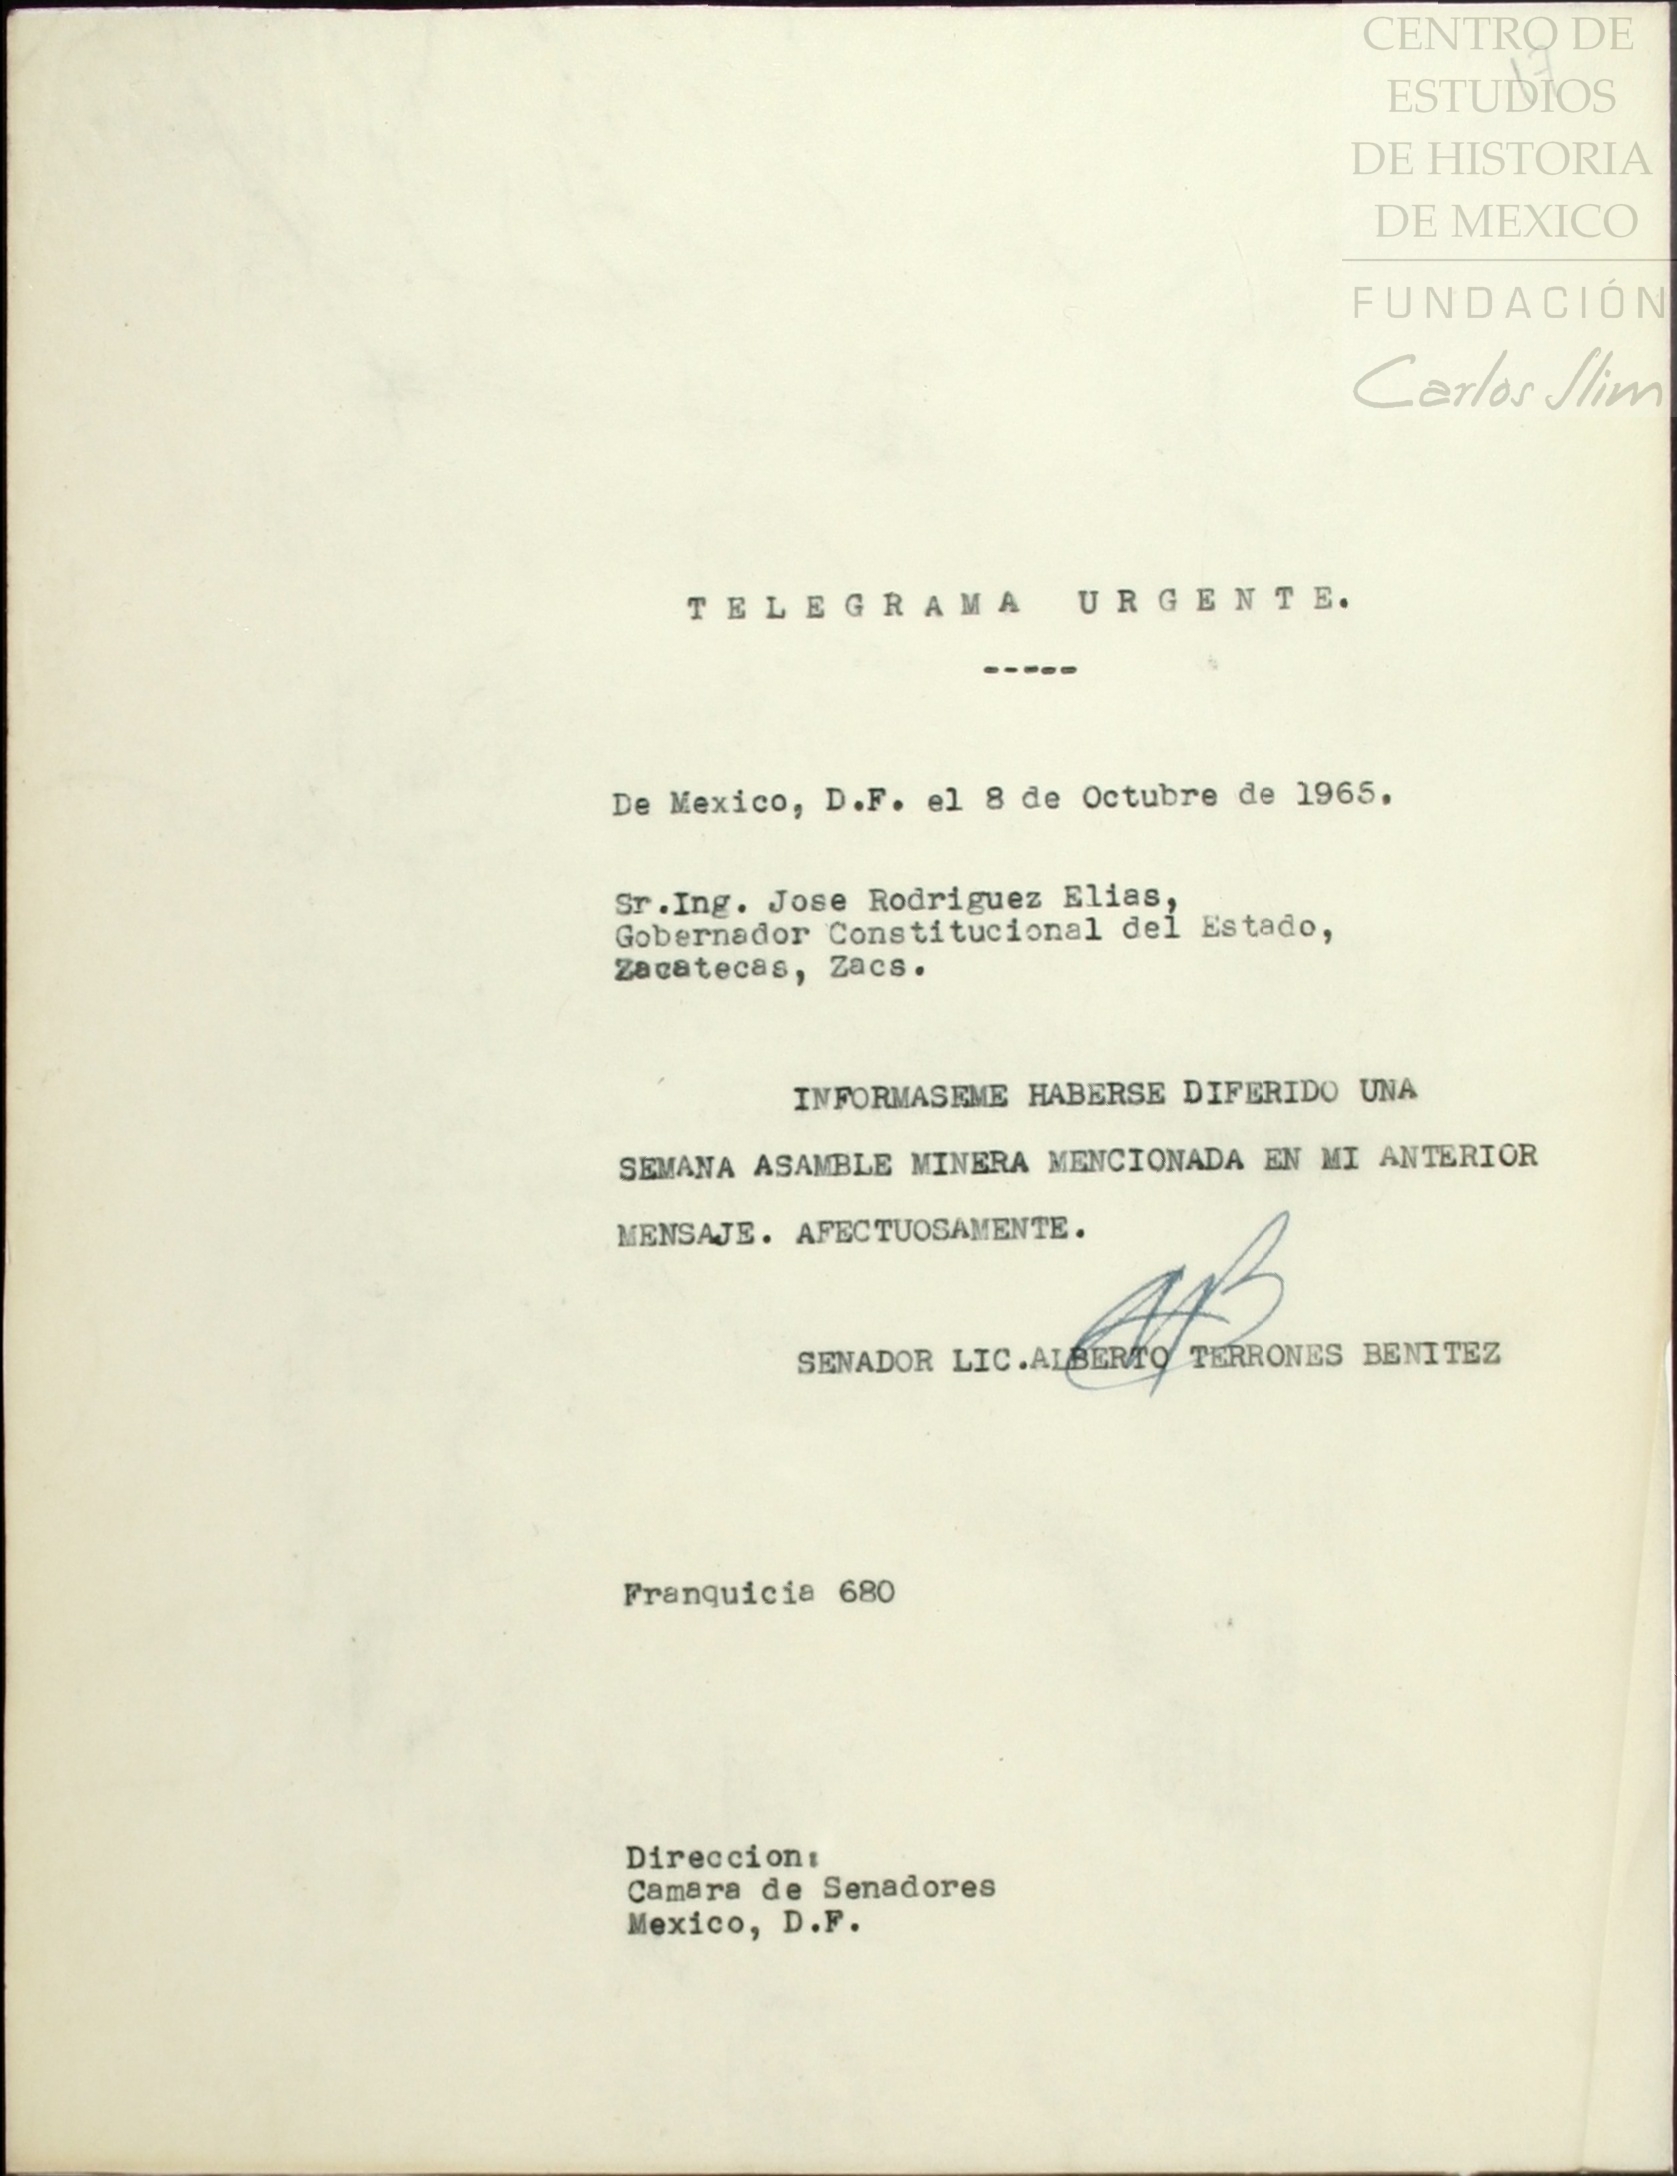 CENTRO DE
ESTUDIOS
DE HISTORIA
DE MEXICO
FUNDACIÓN
Carlos Slim
TELEGRAMA URGENTE.
-----
De Mexico, D.F. el 8 de Octubre de 1965.
Sr.Ing. Jose Rodriguez Elias,
Gobernador Constitucional del Estado,
Zacatecas, Zacs.
INFORMASEME HABERSE DIFERIDO UNA
SEMANA ASAMBLE MINERA MENCIONADA EN MI ANTERIOR
MENSAJE. AFECTUOSAMENTE.
SENADOR LIC.ALBERTO TERRONES BENITEZ
Franquicia 680
Direccion:
Camara de Senadores
Mexico, D.F.